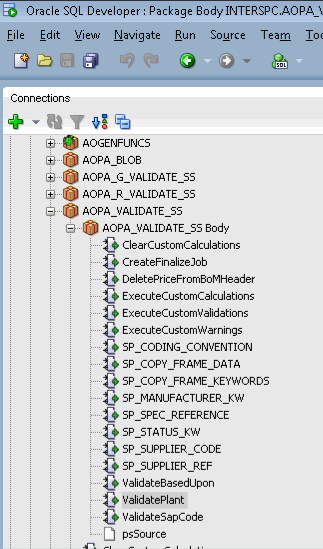 Oracle SQL Developer : Package Body INTERSPC.AOPA_V
File Edit View Navigate Run Source Team To
SQL
Connections
AOGENFUNCS
AOPA_BLOB
AOPA_G_VALIDATE_SS
AOPA_R_VALIDATE_SS
AOPA_VALIDATE_SS
AOPA_VALIDATE_SS Body
ClearCustomCalculations
CreateFinalizeJob
DeletePriceFromBoMHeader
ExecuteCustomCalculations
ExecuteCustomValidations
ExecuteCustomWarnings
SP_CODING_CONVENTION
SP_COPY_FRAME_DATA
SP_COPY_FRAME_KEYWORDS
SP_MANUFACTURER_KW
SP_SPEC_REFERENCE
SP_STATUS_KW
SP_SUPPLIER_CODE
SP_SUPPLIER_REF
ValidateBasedUpon
ValidatePlant
ValidateSapCode
psSource